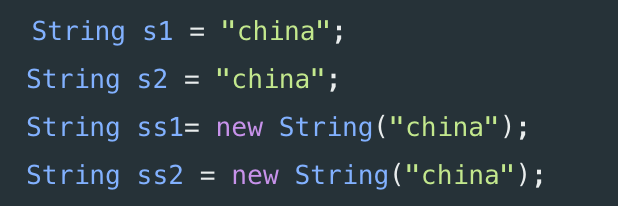 String s1 = "china";
String s2 = "china";
String ss1= new String("china");
String ss2 = new String("china");